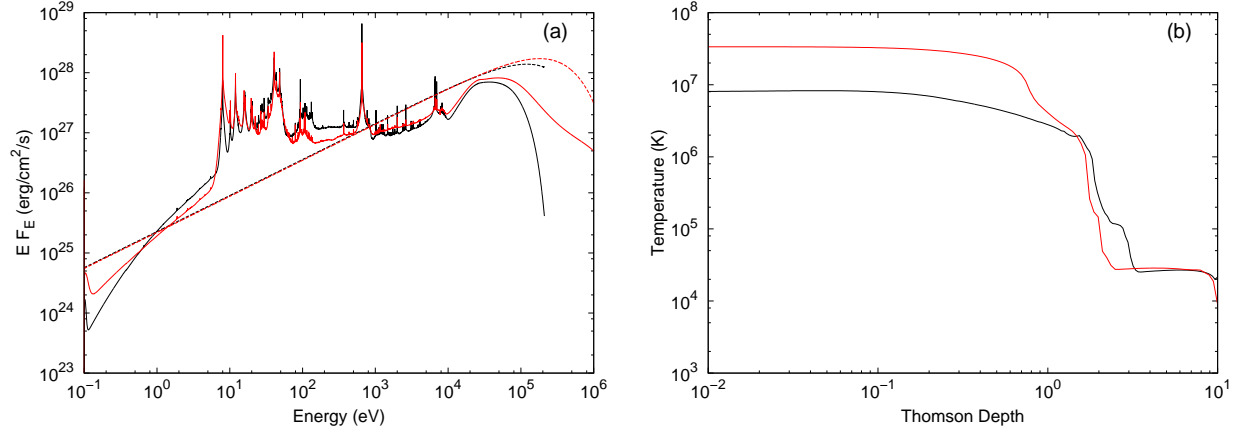 (a)
E F_E (erg/cm^2/s)
10^29
10^28
10^27
10^26
10^25
10^24
10^23
10^-1 10^0 10^1 10^2 10^3 10^4 10^5 10^6
Energy (eV)
(b)
Temperature (K)
10^8
10^7
10^6
10^5
10^4
10^3
10^-2 10^-1 10^0 10^1
Thomson Depth